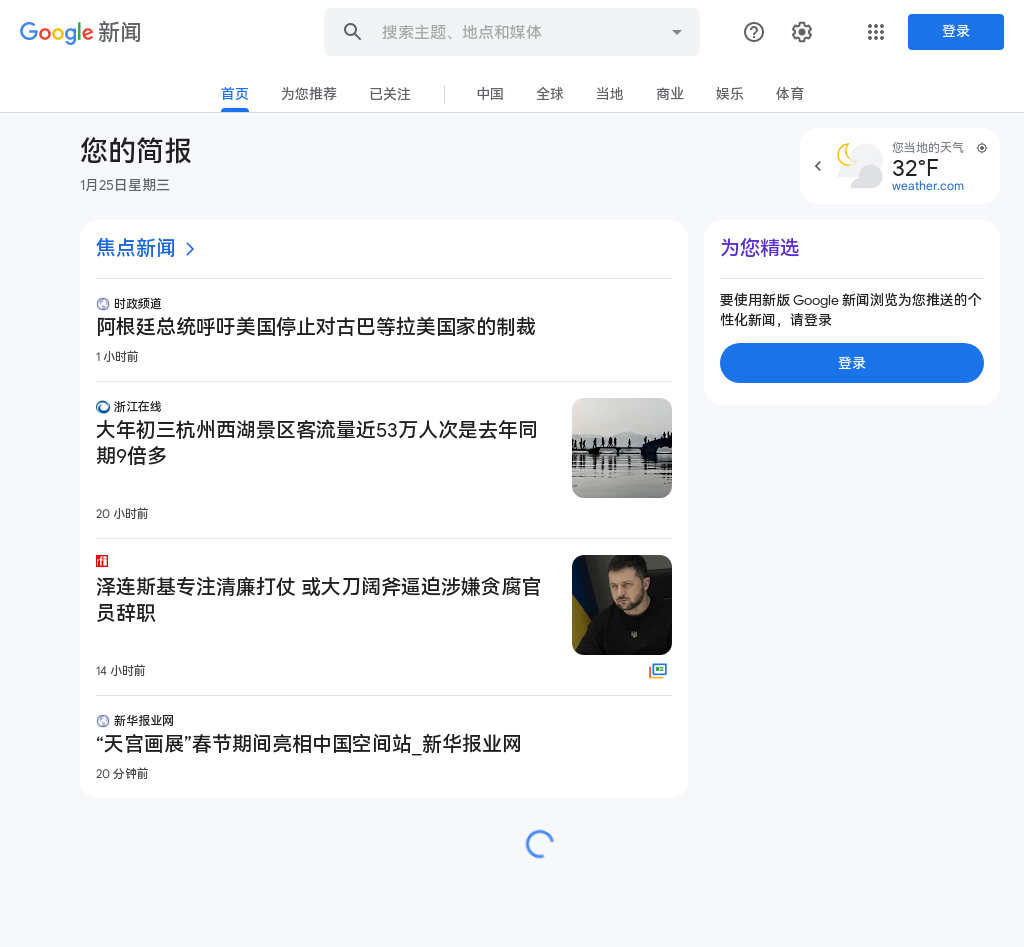 Google 新闻
搜索主题、地点和媒体
登录
首页 为您推荐 已关注 中国 全球 当地 商业 娱乐 体育
您的简报
1月25日星期三
您当地的天气
32°F
weather.com
焦点新闻
时政频道
阿根廷总统呼吁美国停止对古巴等拉美国家的制裁
1 小时前
浙江在线
大年初三杭州西湖景区客流量近53万人次是去年同
期9倍多
20 小时前
泽连斯基专注清廉打仗 或大刀阔斧逼迫涉嫌贪腐官
员辞职
14 小时前
新华报业网
“天宫画展”春节期间亮相中国空间站_新华报业网
20 分钟前
为您精选
要使用新版 Google 新闻浏览为您推送的个
性化新闻，请登录
登录